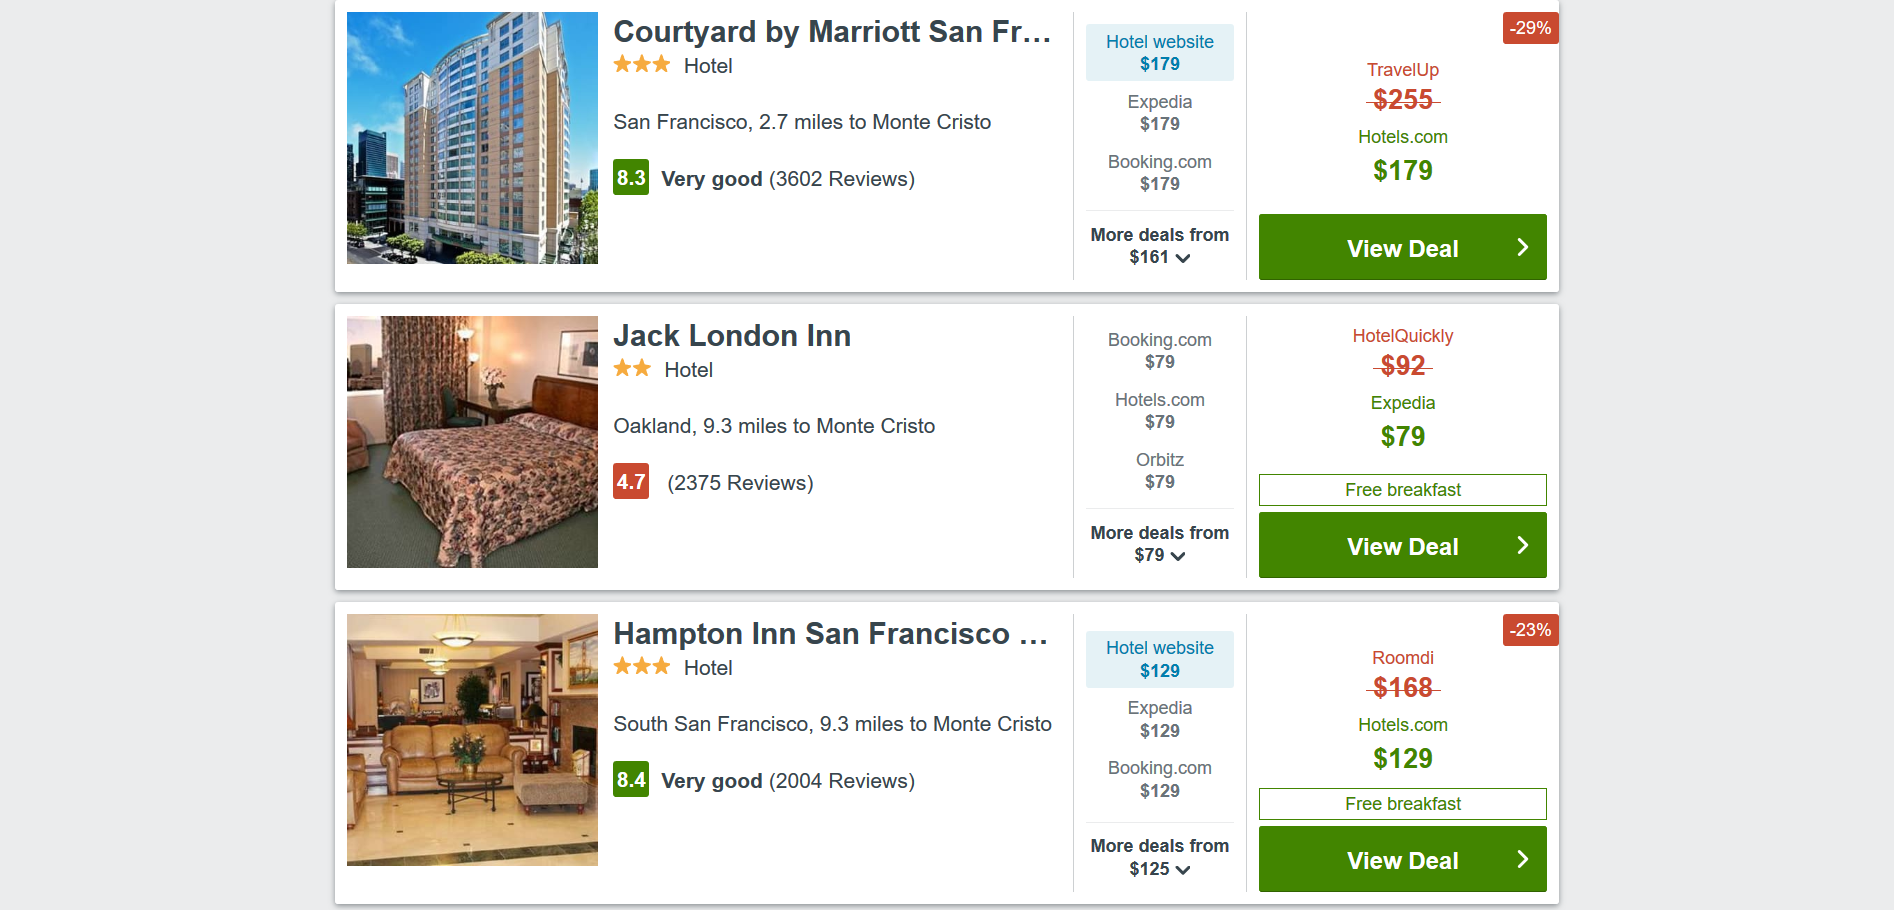 Courtyard by Marriott San Fr...
Hotel
San Francisco, 2.7 miles to Monte Cristo
8.3 Very good (3602 Reviews)
Hotel website
$179
Expedia
$179
Booking.com
$179
More deals from
$161
-29%
TravelUp
$255
Hotels.com
$179
View Deal
Jack London Inn
Hotel
Oakland, 9.3 miles to Monte Cristo
4.7 (2375 Reviews)
Booking.com
$79
Hotels.com
$79
Orbitz
$79
More deals from
$79
HotelQuickly
$92
Expedia
$79
Free breakfast
View Deal
Hampton Inn San Francisco ...
Hotel
South San Francisco, 9.3 miles to Monte Cristo
8.4 Very good (2004 Reviews)
Hotel website
$129
Expedia
$129
Booking.com
$129
More deals from
$125
-23%
Roomdi
$168
Hotels.com
$129
Free breakfast
View Deal